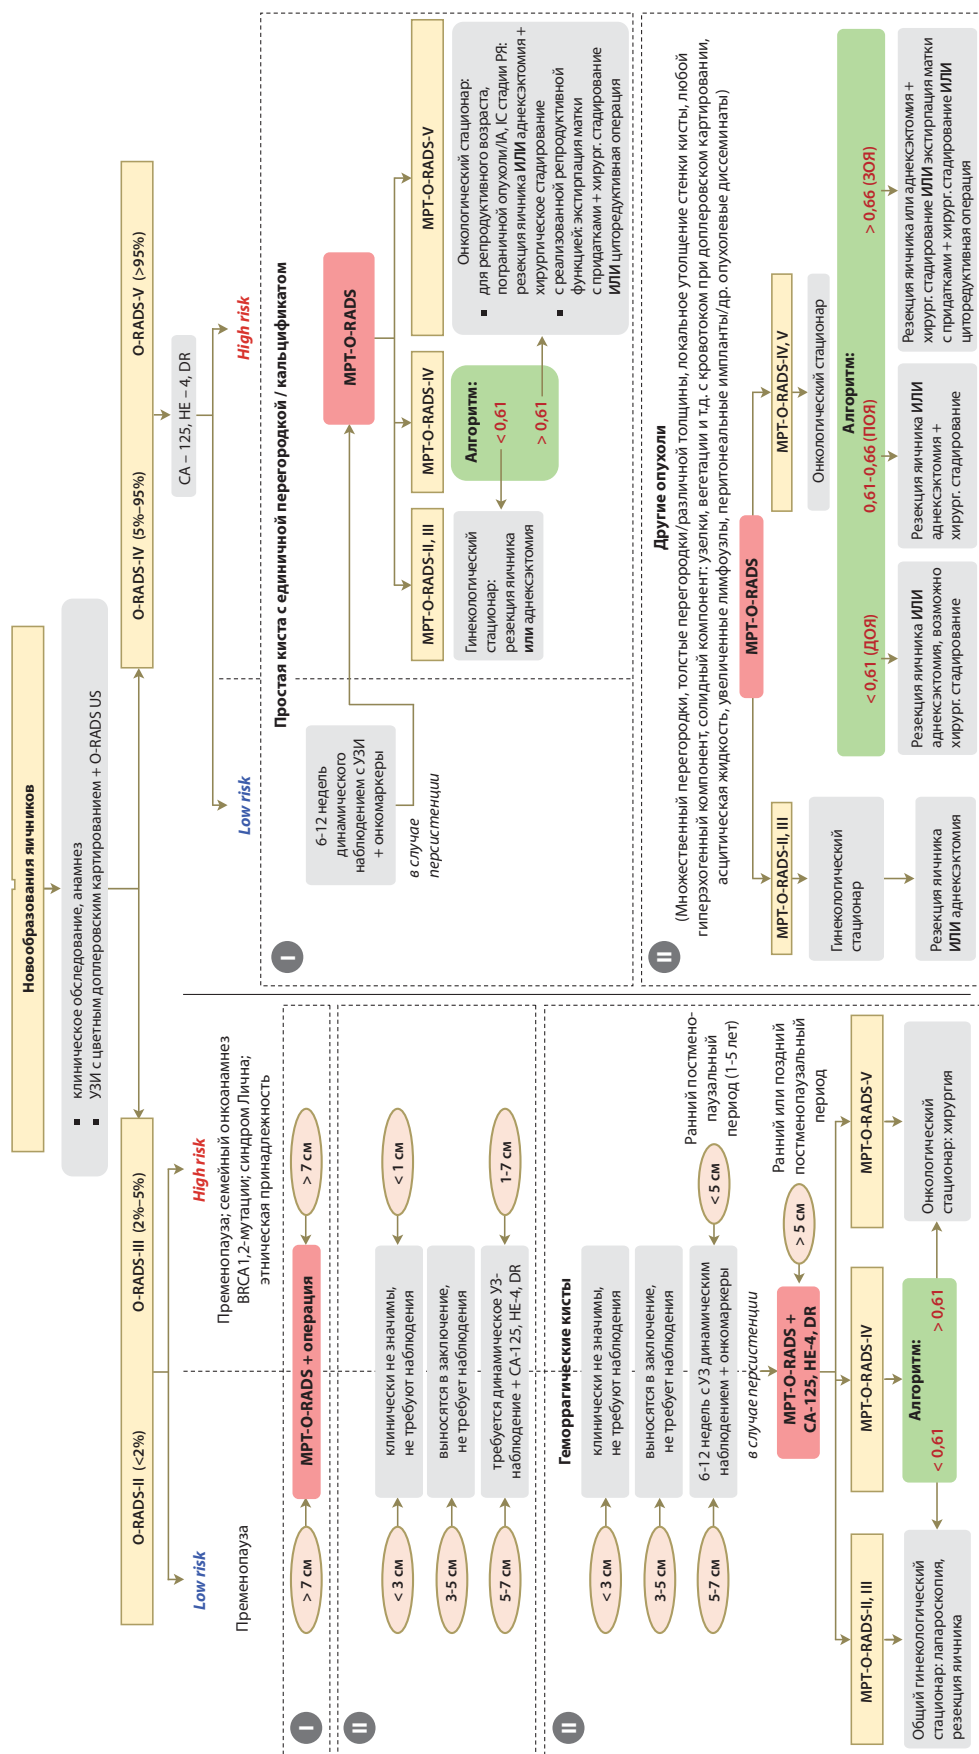 Новообразования яичников
▪ клиническое обследование, анамнез
▪ УЗИ с цветным допплеровским картированием + O-RADS US
O-RADS-II (<2%)
O-RADS-III (2%–5%)
O-RADS-IV (5%–95%)
O-RADS-V (>95%)
CA – 125, HE – 4, DR
Low risk
High risk
Low risk
High risk
Пременопауза
Пременопауза; семейный онкоанамнез
BRCA1,2-мутации; синдром Линча;
этническая принадлежность
I
> 7 см
МРТ-O-RADS + операция
> 7 см
II
< 3 см
клинически не значимы,
не требуют наблюдения
< 1 см
3-5 см
выносятся в заключение,
не требует наблюдения
5-7 см
требуется динамическое УЗ-
наблюдение + CA-125, HE-4, DR
1-7 см
II
Геморрагические кисты
< 3 см
клинически не значимы,
не требуют наблюдения
3-5 см
выносятся в заключение,
не требует наблюдения
5-7 см
6-12 недель с УЗ динамическим
наблюдением + онкомаркеры
< 5 см
Ранний постмено-
паузальный
период (1-5 лет)
в случае персистенции
МРТ-O-RADS +
CA-125, HE-4, DR
> 5 см
Ранний или поздний
постменопаузальный
период
МРТ-O-RADS-II, III
МРТ-O-RADS-IV
МРТ-O-RADS-V
Общий гинекологический
стационар: лапароскопия,
резекция яичника
Алгоритм:
< 0,61
> 0,61
Онкологический
стационар: хирургия
I
Простая киста с единичной перегородкой / кальцификатом
6-12 недель
динамического
наблюдением с УЗИ
+ онкомаркеры
в случае
персистенции
МРТ-O-RADS
МРТ-O-RADS-II, III
МРТ-O-RADS-IV
МРТ-O-RADS-V
Гинекологический
стационар:
резекция яичника
или аднексэктомия
Алгоритм:
< 0,61
> 0,61
Онкологический стационар:
▪ для репродуктивного возраста,
пограничной опухоли/IA, IC стадии РЯ:
резекция яичника ИЛИ аднексэктомия +
хирургическое стадирование
▪ с реализованной репродуктивной
функцией: экстирпация матки
с придатками + хирург. стадирование
ИЛИ циторедуктивная операция
II
Другие опухоли
(Множественный перегородки, толстые перегородки/различной толщины, локальное утолщение стенки кисты, любой
гиперэхогенный компонент, солидный компонент: узелки, вегетации и т.д. с кровотоком при доплеровском картировании,
асцитическая жидкость, увеличенные лимфоузлы, перитонеальные импланты/др. опухолевые диссеминаты)
МРТ-O-RADS
МРТ-O-RADS-II, III
МРТ-O-RADS-IV, V
Гинекологический
стационар
Онкологический стационар
Резекция яичника
ИЛИ аднексэктомия
Алгоритм:
< 0,61 (ДОЯ)
0,61-0,66 (ПОЯ)
> 0,66 (ЗОЯ)
Резекция яичника ИЛИ
аднексэктомия, возможно
хирург. стадирование
Резекция яичника ИЛИ
аднексэктомия +
хирург. стадирование
Резекция яичника или аднексэктомия +
хирург. стадирование ИЛИ экстирпация матки
с придатками + хирург. стадирование ИЛИ
циторедуктивная операция